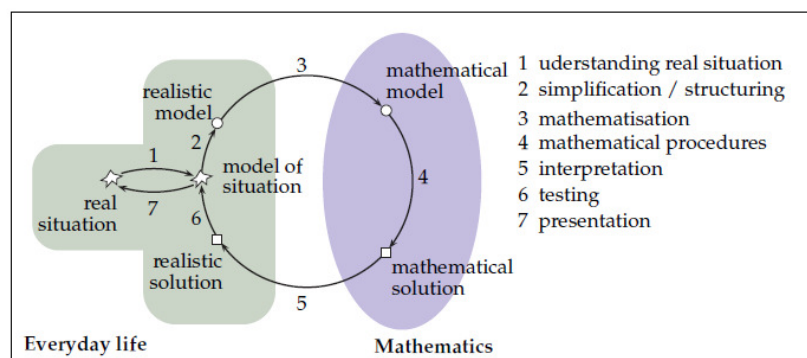 3
mathematical
model
realistic
model
2
1
model of
situation
4
7
real
situation
6
realistic
solution
mathematical
solution
5
Everyday life
Mathematics
1 uderstanding real situation
2 simplification / structuring
3 mathematisation
4 mathematical procedures
5 interpretation
6 testing
7 presentation